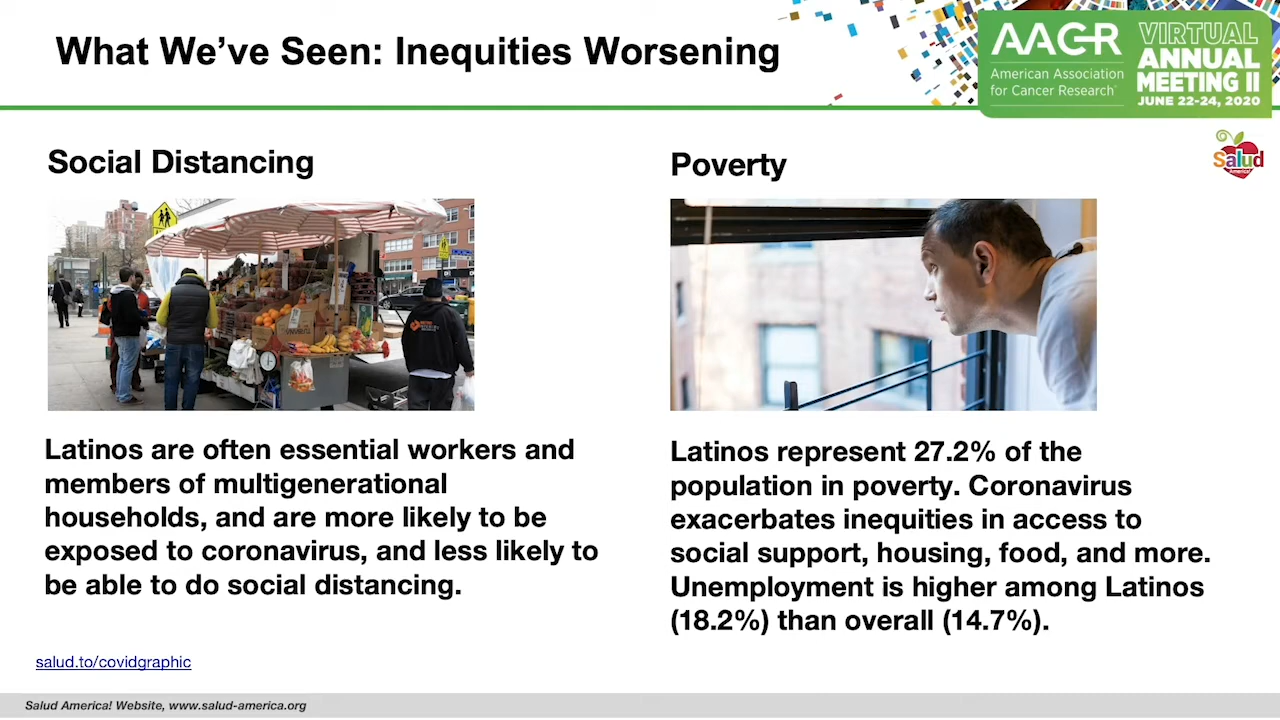 What We've Seen: Inequities Worsening
AACR
American Association
for Cancer Research
VIRTUAL
ANNUAL
MEETING II
JUNE 22-24, 2020
Salud
America!
Social Distancing
Poverty
Latinos are often essential workers and
members of multigenerational
households, and are more likely to be
exposed to coronavirus, and less likely to
be able to do social distancing.
Latinos represent 27.2% of the
population in poverty. Coronavirus
exacerbates inequities in access to
social support, housing, food, and more.
Unemployment is higher among Latinos
(18.2%) than overall (14.7%).
salud.to/covidgraphic
Salud America! Website, www.salud-america.org